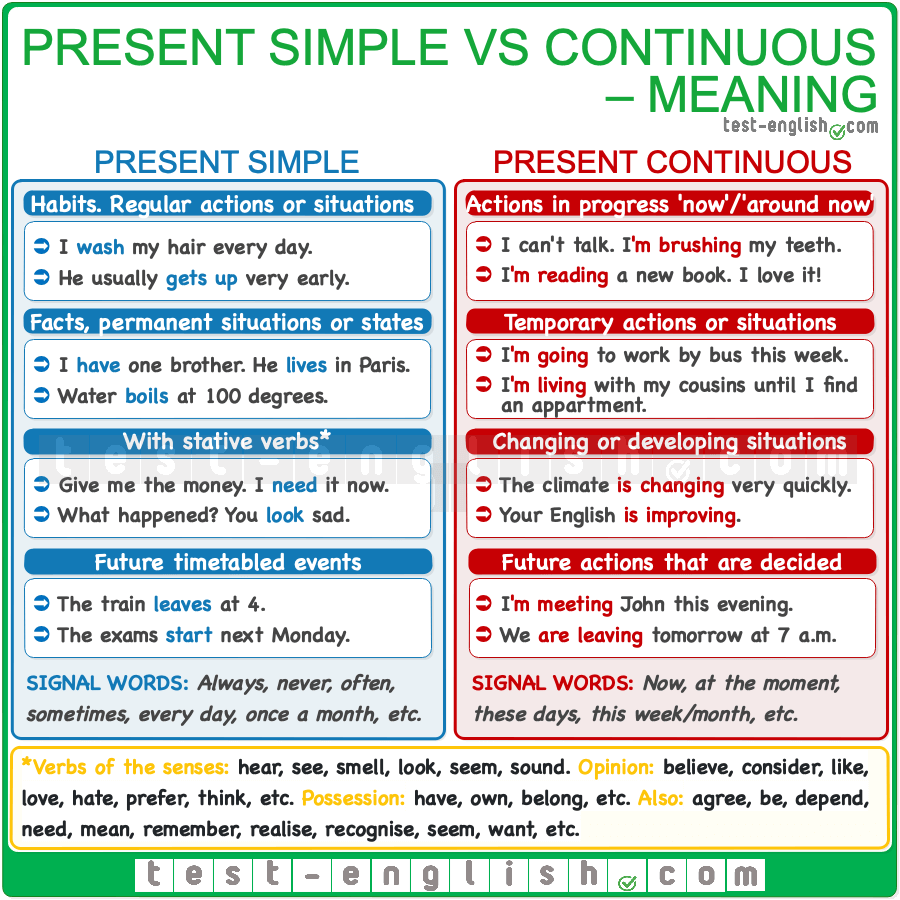 PRESENT SIMPLE VS CONTINUOUS
– MEANING
test-english.com
PRESENT SIMPLE
Habits. Regular actions or situations
I wash my hair every day.
He usually gets up very early.
Facts, permanent situations or states
I have one brother. He lives in Paris.
Water boils at 100 degrees.
With stative verbs*
Give me the money. I need it now.
What happened? You look sad.
Future timetabled events
The train leaves at 4.
The exams start next Monday.
SIGNAL WORDS: Always, never, often,
sometimes, every day, once a month, etc.
PRESENT CONTINUOUS
Actions in progress 'now'/'around now'
I can't talk. I'm brushing my teeth.
I'm reading a new book. I love it!
Temporary actions or situations
I'm going to work by bus this week.
I'm living with my cousins until I find
an appartment.
Changing or developing situations
The climate is changing very quickly.
Your English is improving.
Future actions that are decided
I'm meeting John this evening.
We are leaving tomorrow at 7 a.m.
SIGNAL WORDS: Now, at the moment,
these days, this week/month, etc.
test-english.com
*Verbs of the senses: hear, see, smell, look, seem, sound. Opinion: believe, consider, like,
love, hate, prefer, think, etc. Possession: have, own, belong, etc. Also: agree, be, depend,
need, mean, remember, realise, recognise, seem, want, etc.
test-english.com